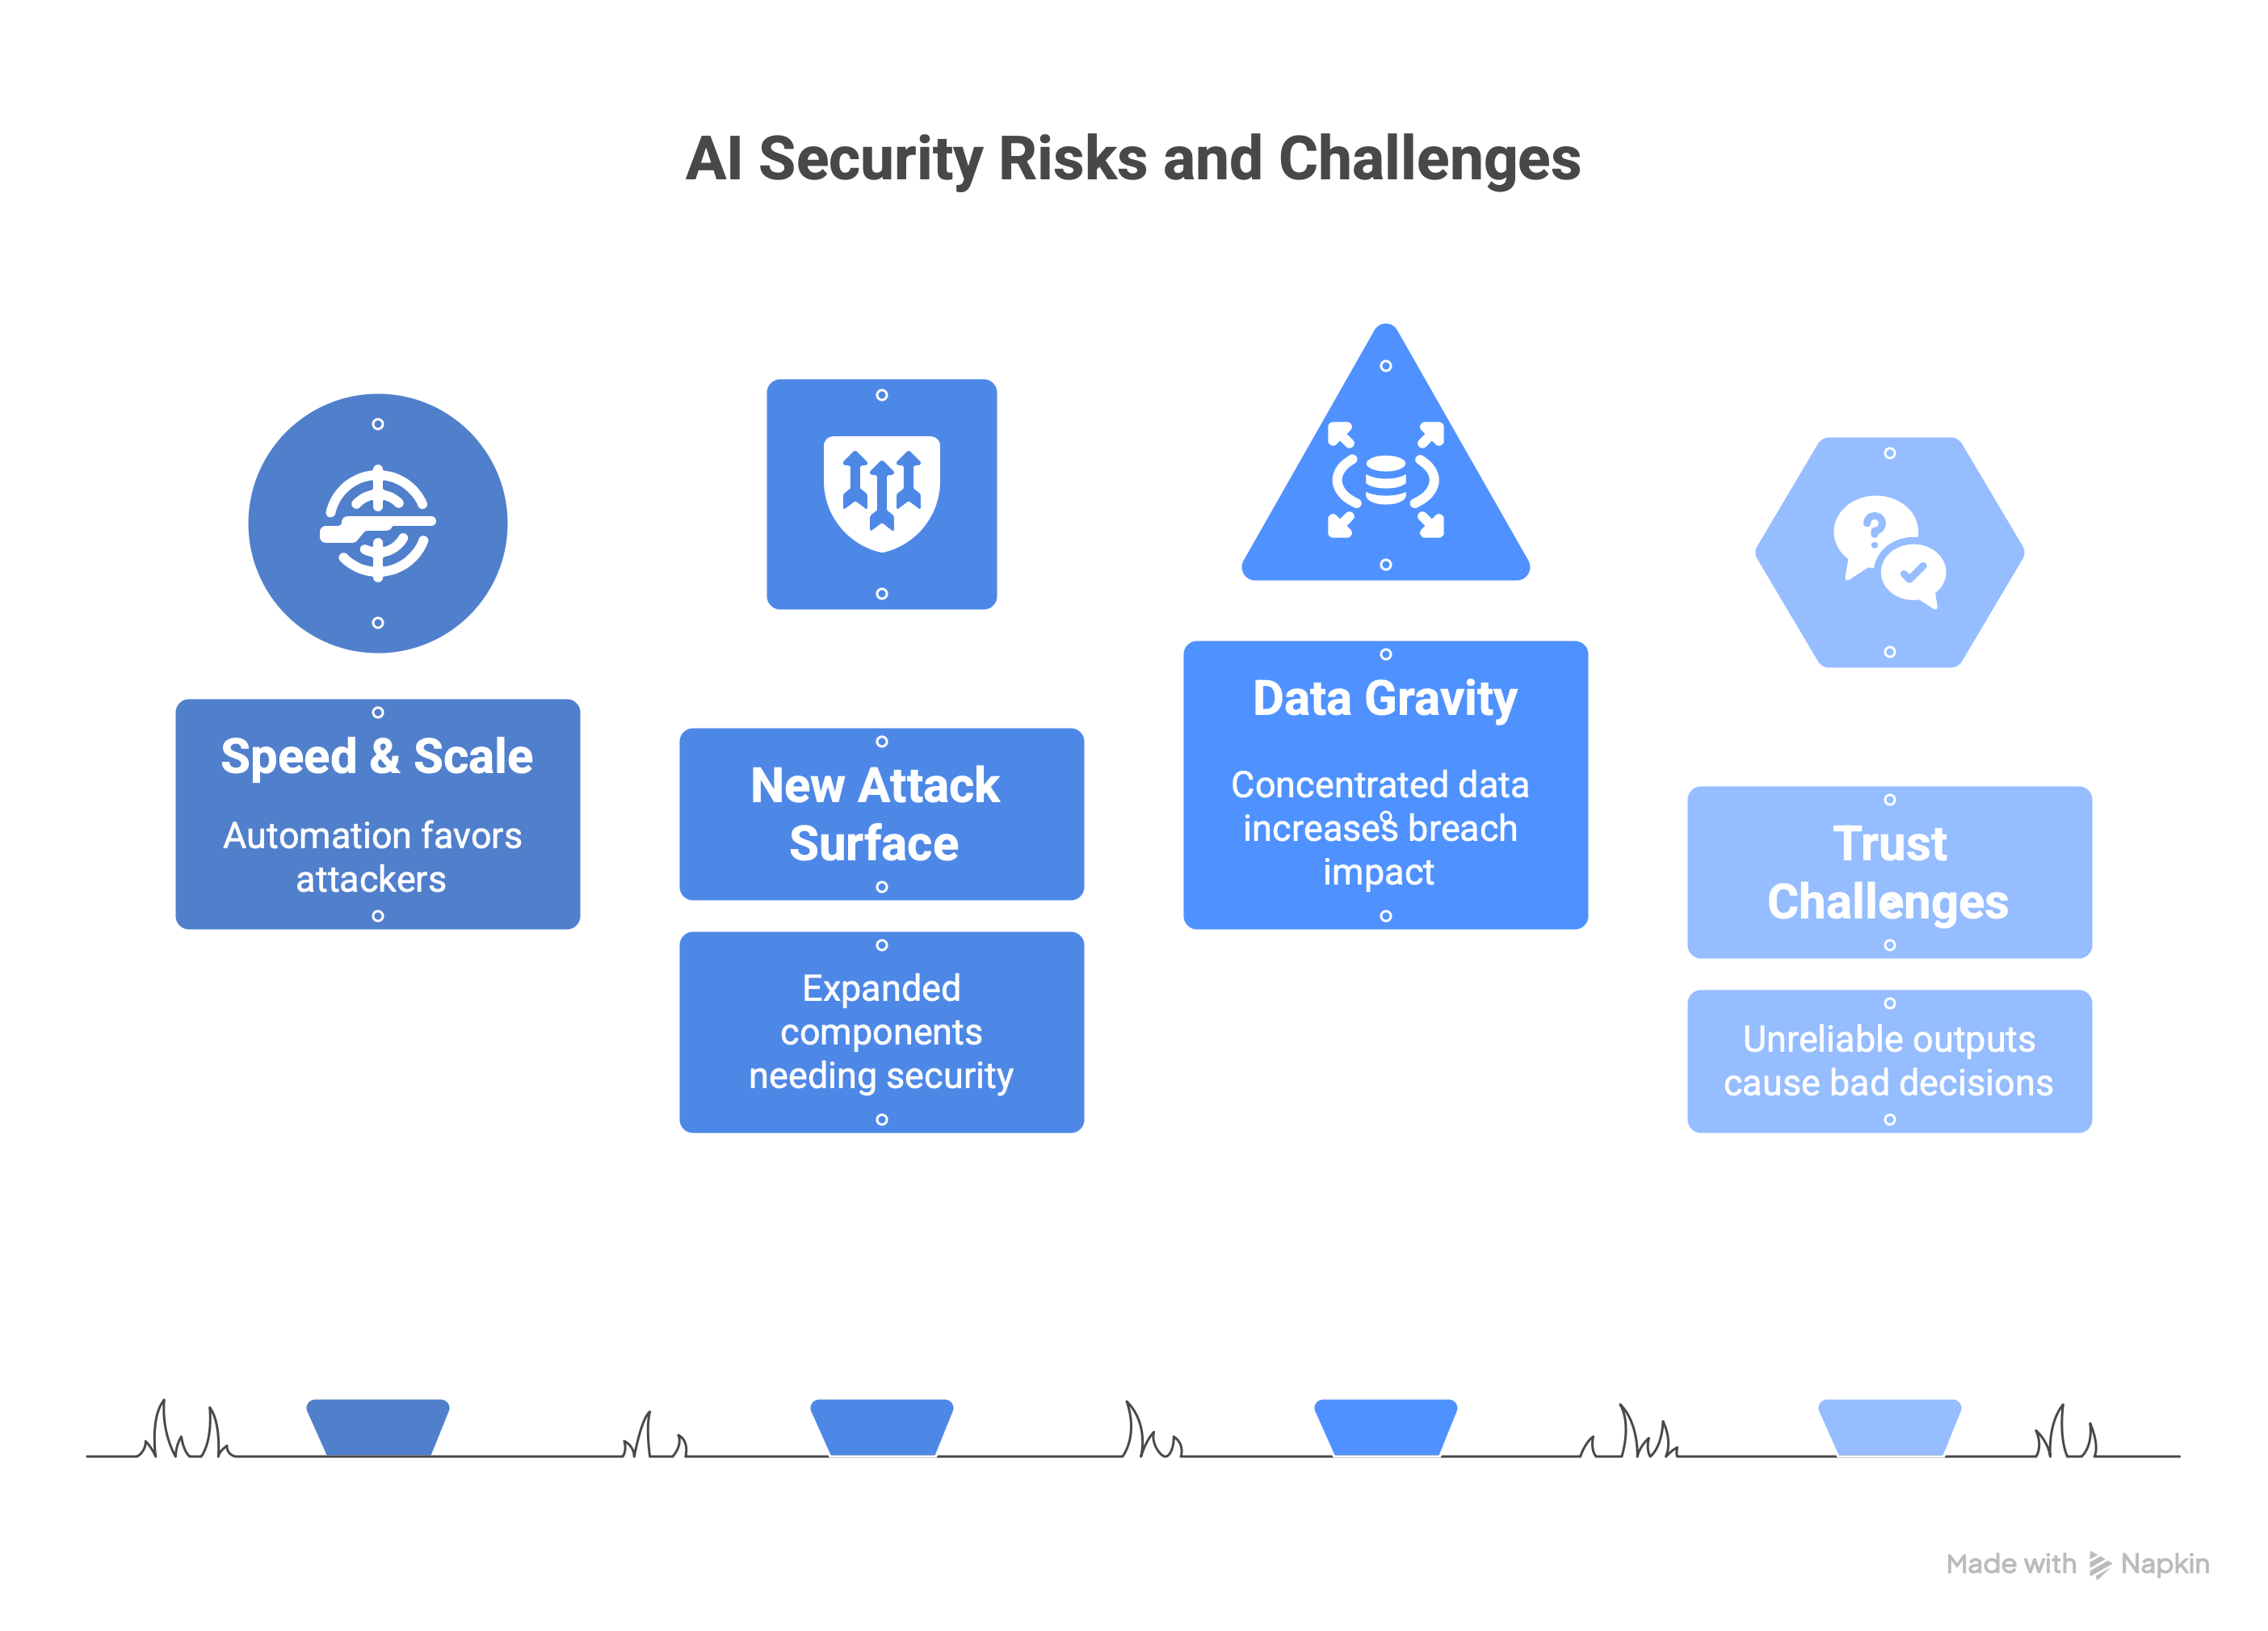 AI Security Risks and Challenges
Speed & Scale
Automation favors
attackers
New Attack
Surface
Expanded
components
needing security
Data Gravity
Concentrated data
increases breach
impact
Trust
Challenges
Unreliable outputs
cause bad decisions
Made with Napkin